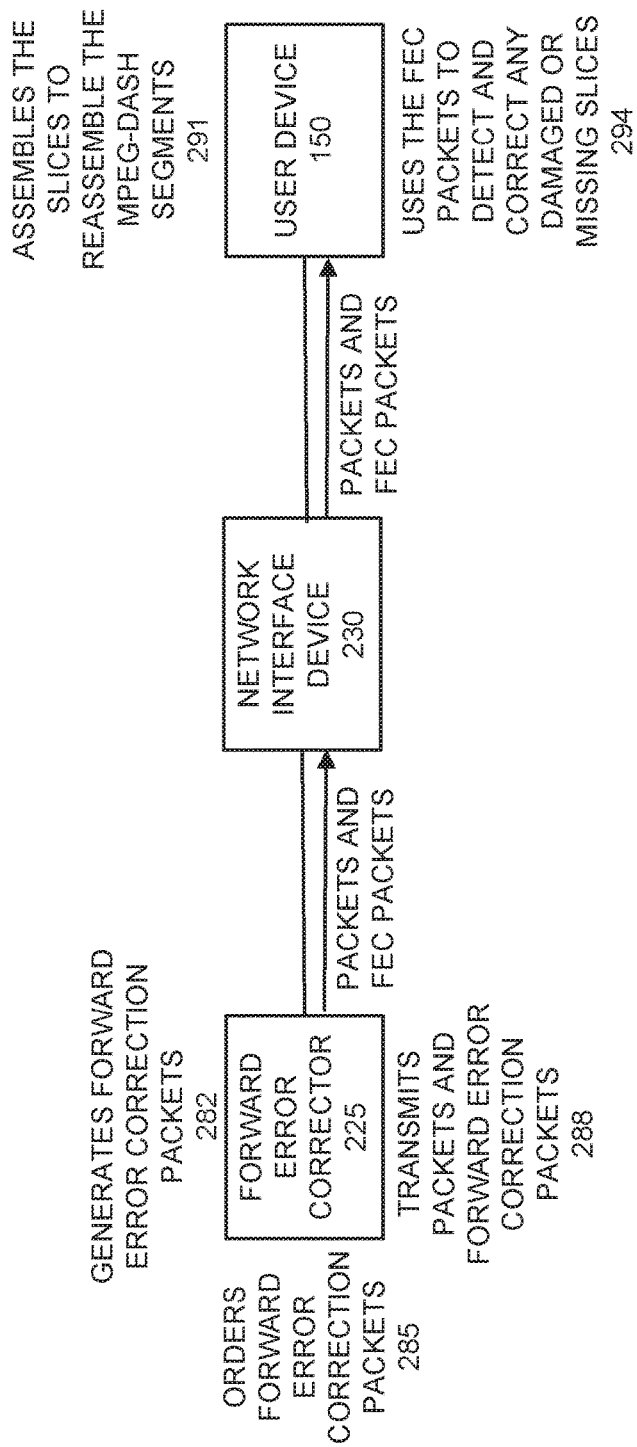 GENERATES FORWARD
ERROR CORRECTION
PACKETS
282
ORDERS
FORWARD
ERROR
CORRECTION
PACKETS
285
FORWARD
ERROR
CORRECTOR
225
TRANSMITS
PACKETS AND
FORWARD ERROR
CORRECTION
PACKETS
288
PACKETS AND
FEC PACKETS
NETWORK
INTERFACE
DEVICE
230
PACKETS AND
FEC PACKETS
ASSEMBLES THE
SLICES TO
REASSEMBLE THE
MPEG-DASH
SEGMENTS
291
USER DEVICE
150
USES THE FEC
PACKETS TO
DETECT AND
CORRECT ANY
DAMAGED OR
MISSING SLICES
294